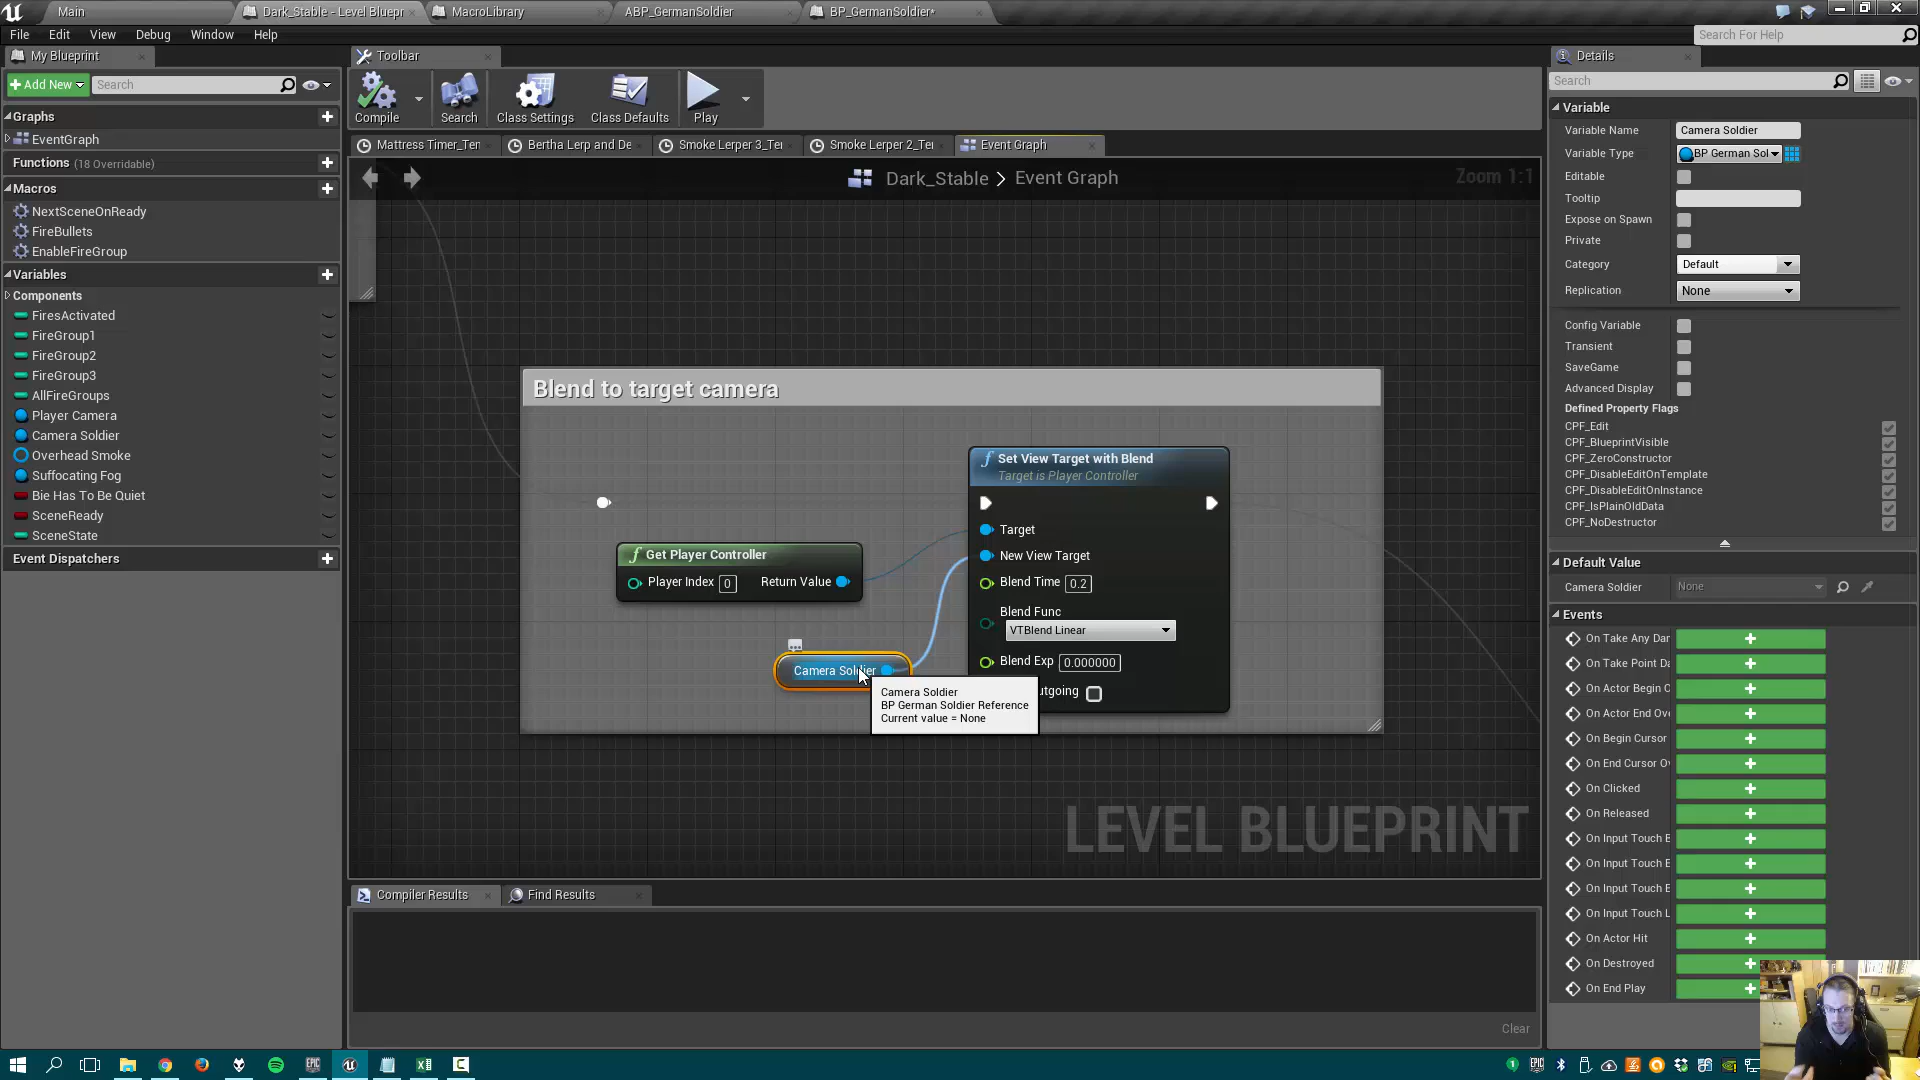 Main
Dark_Stable - Level Bluepr
MacroLibrary
ABP_GermanSoldier
BP_GermanSoldier*
File Edit View Debug Window Help
Search For Help
My Blueprint
Toolbar
Details
Add New
Search
Compile
Search
Class Settings
Class Defaults
Play
Search
Graphs
EventGraph
Functions (18 Overridable)
Macros
NextSceneOnReady
FireBullets
EnableFireGroup
Variables
Components
FiresActivated
FireGroup1
FireGroup2
FireGroup3
AllFireGroups
Player Camera
Camera Soldier
Overhead Smoke
Suffocating Fog
Bie Has To Be Quiet
SceneReady
SceneState
Event Dispatchers
Mattress Timer_Ten
Bertha Lerp and De
Smoke Lerper 3_Ter
Smoke Lerper 2_Ter
Event Graph
Dark_Stable > Event Graph
Zoom 1:1
Blend to target camera
Set View Target with Blend
Target is Player Controller
Target
New View Target
Blend Time 0.2
Blend Func
VTBlend Linear
Blend Exp 0.000000
utgoing
Get Player Controller
Player Index 0 Return Value
Camera Soldier
Camera Soldier
BP German Soldier Reference
Current value = None
LEVEL BLUEPRINT
Compiler Results
Find Results
Clear
Variable
Variable Name Camera Soldier
Variable Type BP German Sol
Editable
Tooltip
Expose on Spawn
Private
Category Default
Replication None
Config Variable
Transient
SaveGame
Advanced Display
Defined Property Flags
CPF_Edit
CPF_BlueprintVisible
CPF_ZeroConstructor
CPF_DisableEditOnTemplate
CPF_DisableEditOnInstance
CPF_IsPlainOldData
CPF_NoDestructor
Default Value
Camera Soldier None
Events
On Take Any Dar
On Take Point Da
On Actor Begin O
On Actor End Ove
On Begin Cursor
On End Cursor Ov
On Clicked
On Released
On Input Touch B
On Input Touch E
On Input Touch E
On Input Touch L
On Actor Hit
On Destroyed
On End Play